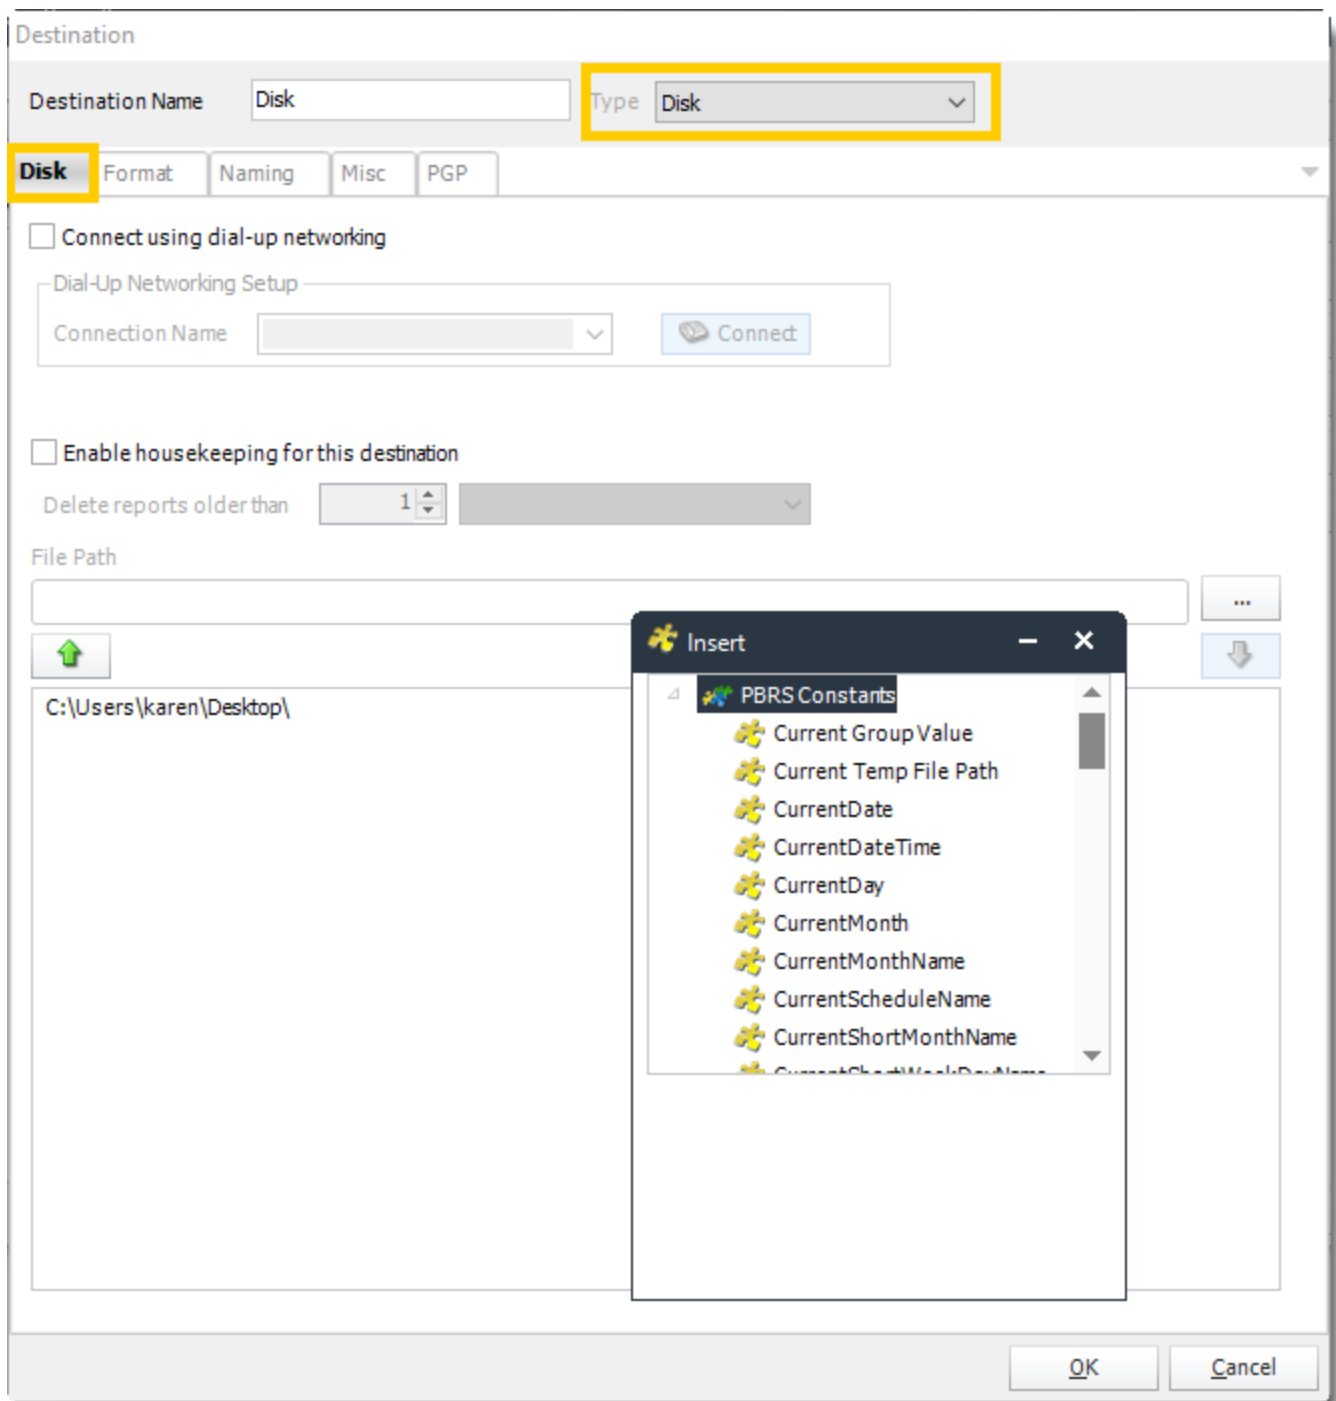 Destination
Destination Name Disk Type Disk
Disk Format Naming Misc PGP
Connect using dial-up networking
Dial-Up Networking Setup
Connection Name Connect
Enable housekeeping for this destination
Delete reports older than 1
File Path
...
Insert
C:\Users\karen\Desktop\
PBRS Constants
Current Group Value
Current Temp File Path
CurrentDate
CurrentDateTime
CurrentDay
CurrentMonth
CurrentMonthName
CurrentScheduleName
CurrentShortMonthName
CurrentShortWeekDayName
OK Cancel